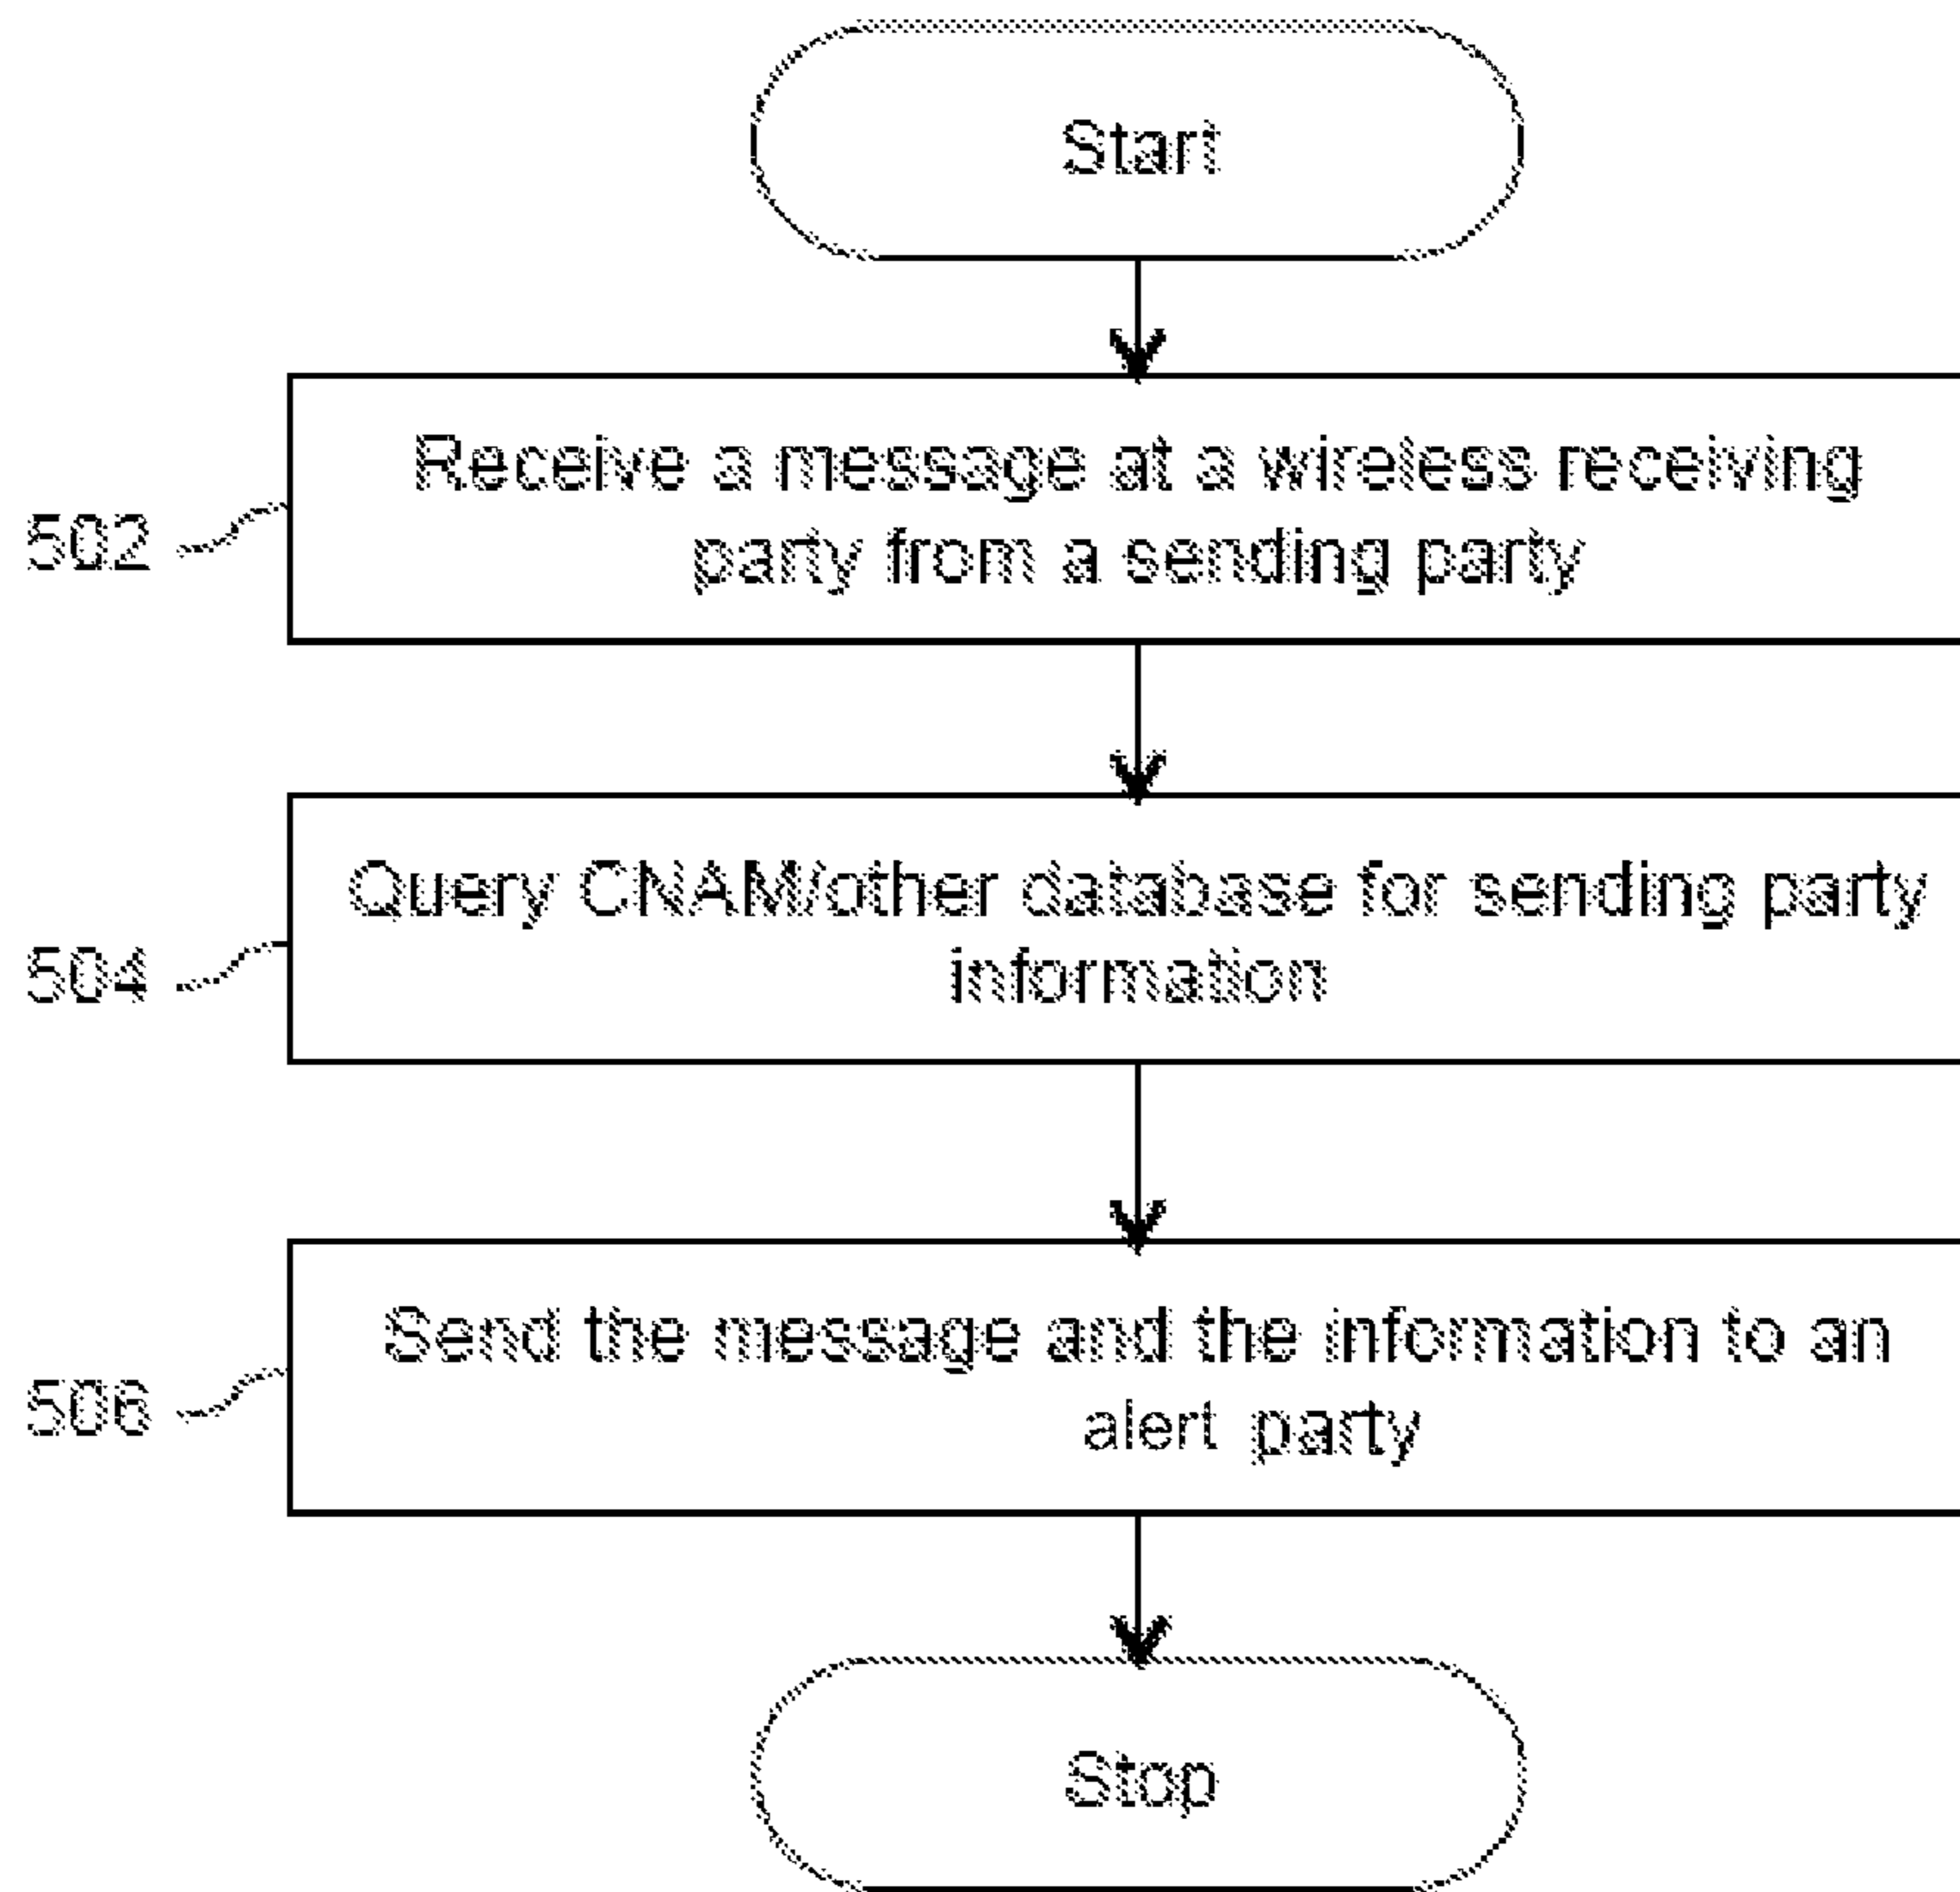 Start
Receive a message at a wireless receiving
party from a sending party
502
Query CNAM/other database for sending party
information
504
Send the message and the information to an
alert party
506
Stop